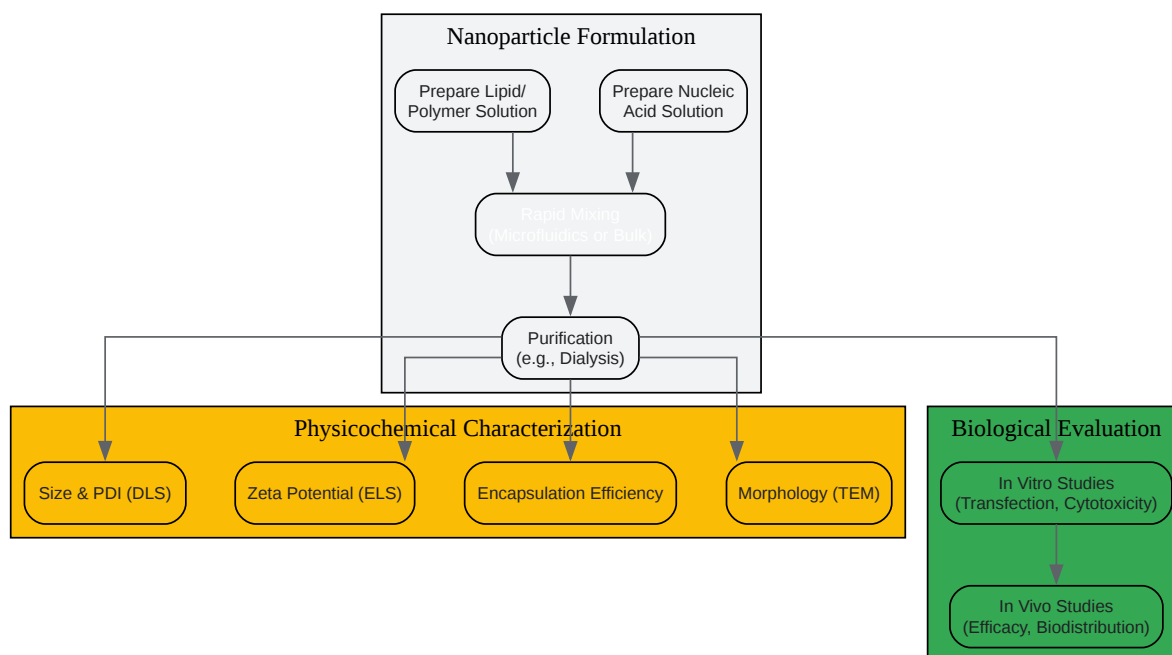 Nanoparticle Formulation
Prepare Lipid/
Polymer Solution
Prepare Nucleic
Acid Solution
Rapid Mixing
(Microfluidics or Bulk)
Purification
(e.g., Dialysis)
Physicochemical Characterization
Size & PDI (DLS)
Zeta Potential (ELS)
Encapsulation Efficiency
Morphology (TEM)
Biological Evaluation
In Vitro Studies
(Transfection, Cytotoxicity)
In Vivo Studies
(Efficacy, Biodistribution)